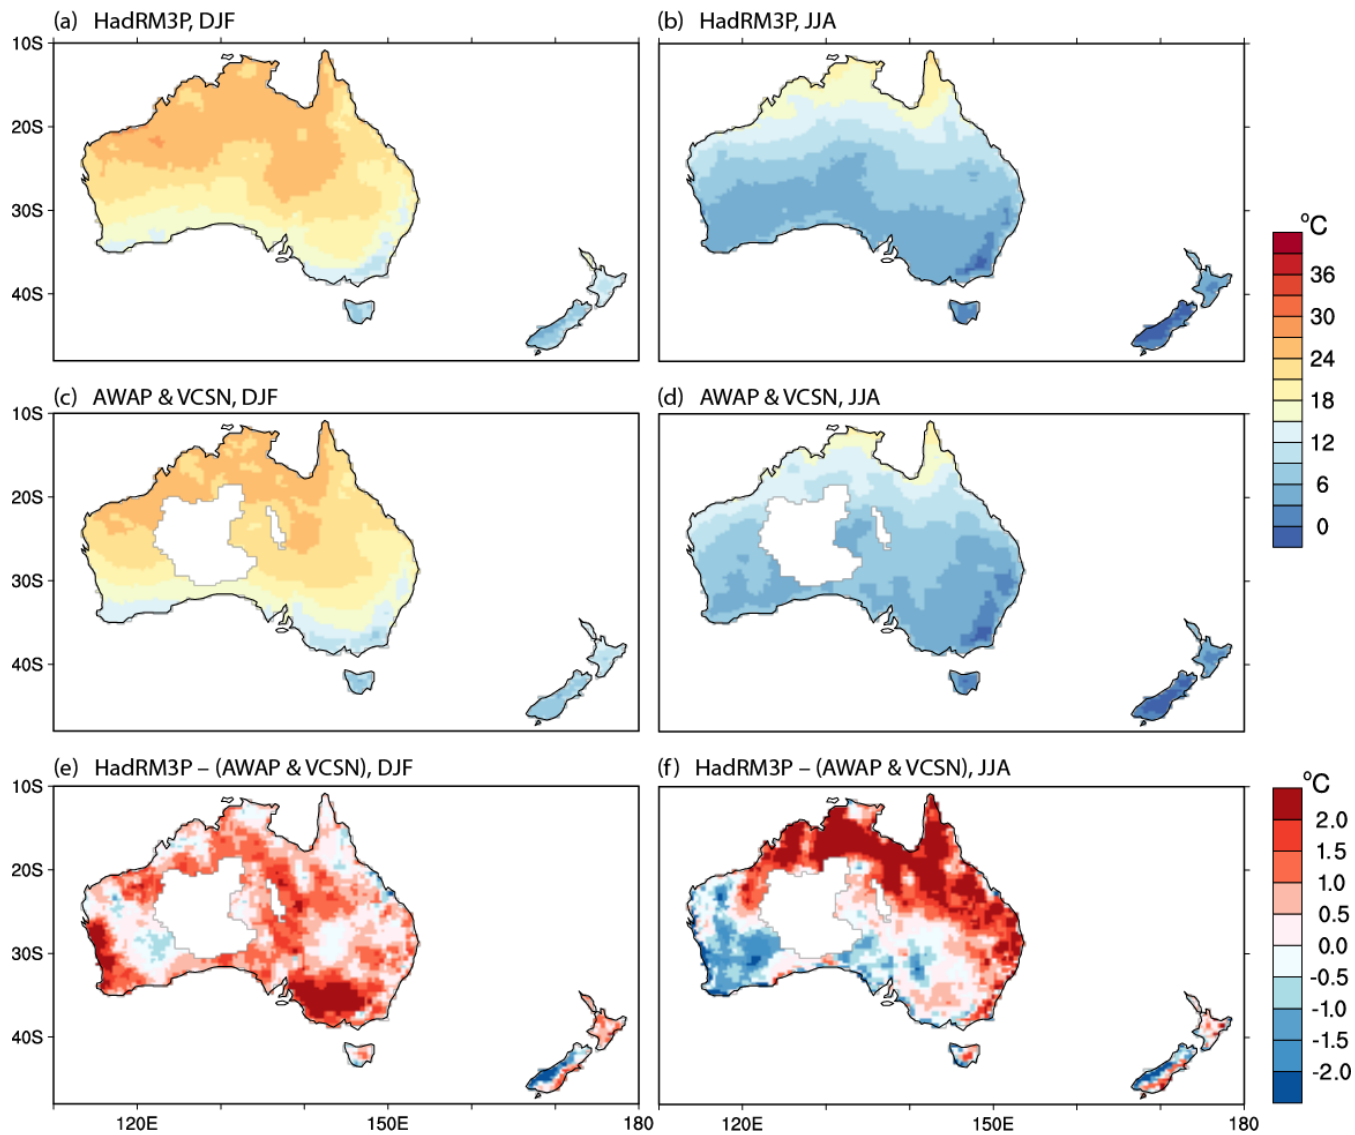 (a) HadRM3P, DJF
(b) HadRM3P, JJA
10S
20S
30S
40S
°C
36
30
24
18
12
6
0
(c) AWAP & VCSN, DJF
(d) AWAP & VCSN, JJA
10S
20S
30S
40S
(e) HadRM3P – (AWAP & VCSN), DJF
(f) HadRM3P – (AWAP & VCSN), JJA
10S
20S
30S
40S
°C
2.0
1.5
1.0
0.5
0.0
-0.5
-1.0
-1.5
-2.0
120E 150E 180 120E 150E 180